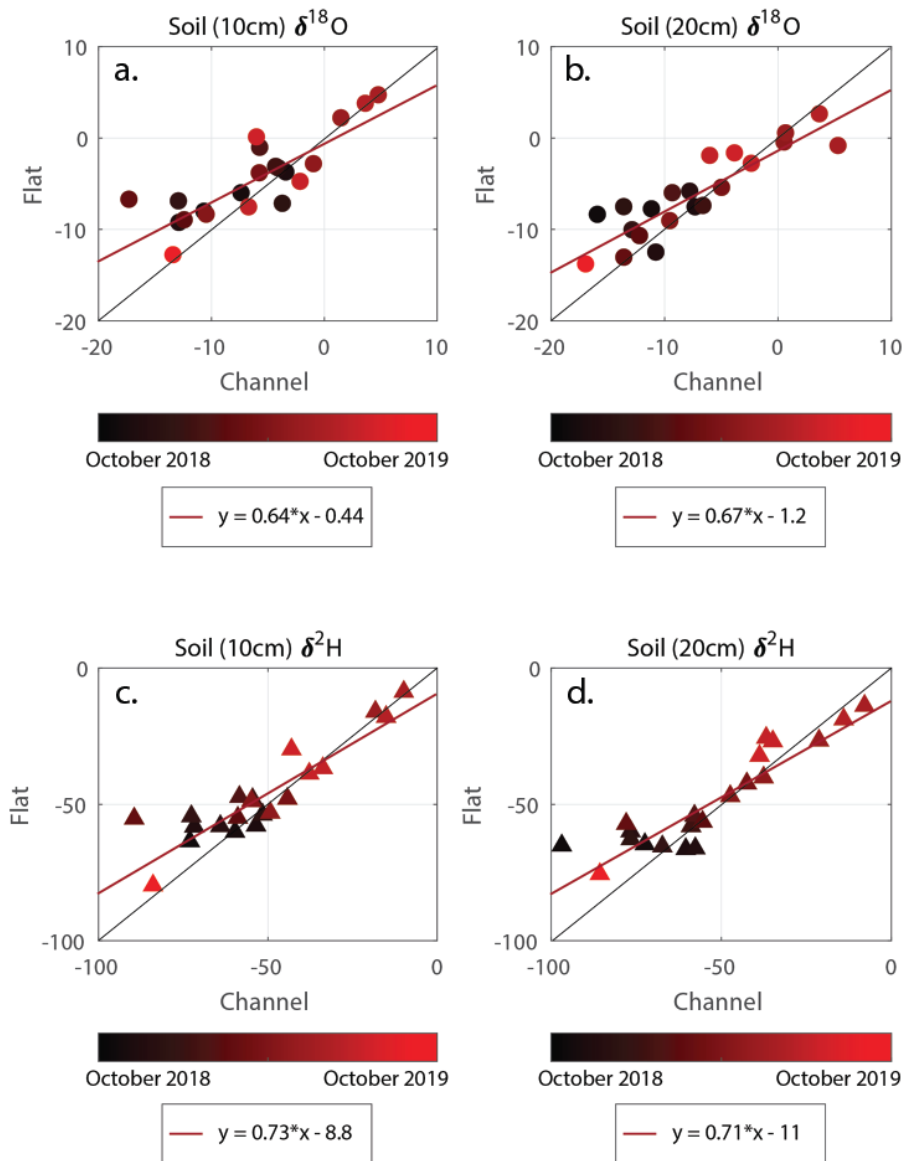 Soil (10cm) δ¹⁸O
a.
10
0
-10
-20
Flat
-20 -10 0 10
Channel
October 2018 October 2019
y = 0.64*x - 0.44
Soil (20cm) δ¹⁸O
b.
10
0
-10
-20
Flat
-20 -10 0 10
Channel
October 2018 October 2019
y = 0.67*x - 1.2
Soil (10cm) δ²H
c.
0
-50
-100
Flat
-100 -50 0
Channel
October 2018 October 2019
y = 0.73*x - 8.8
Soil (20cm) δ²H
d.
0
-50
-100
Flat
-100 -50 0
Channel
October 2018 October 2019
y = 0.71*x - 11